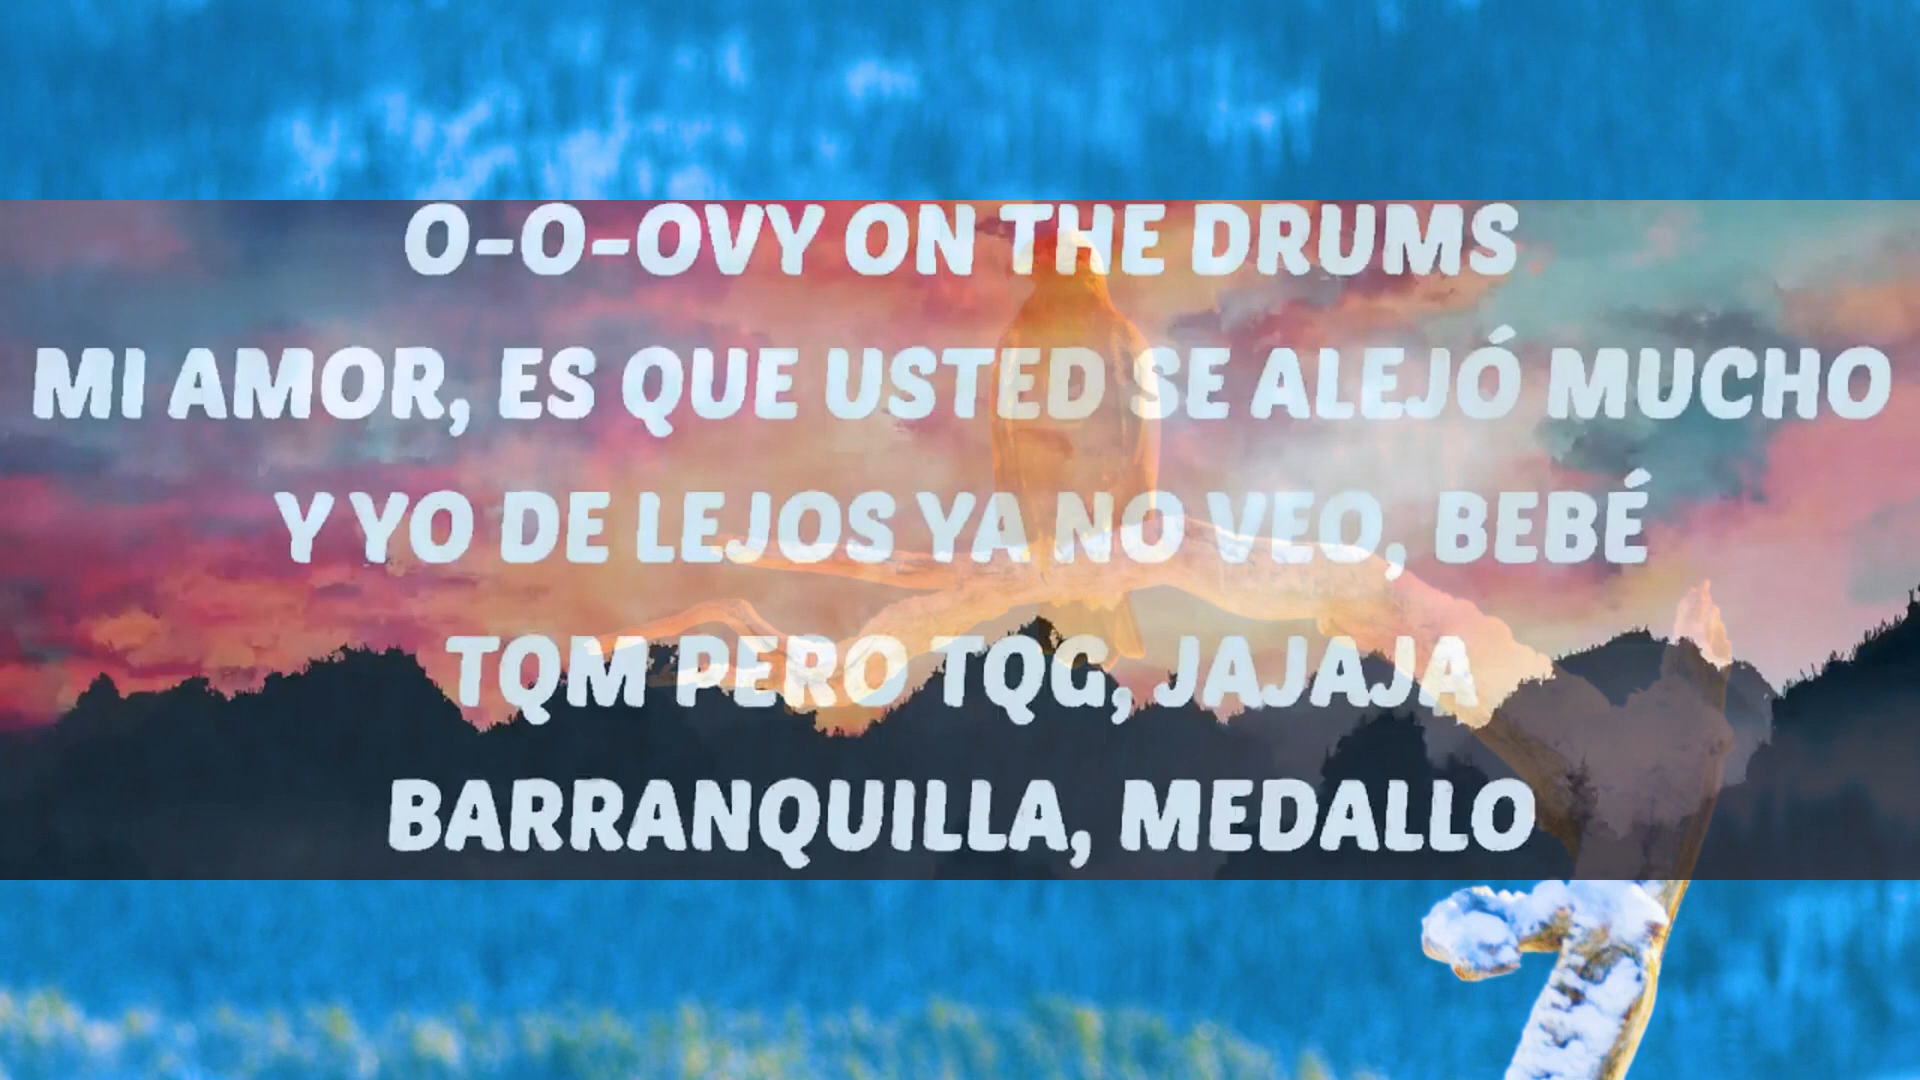 O-O-OVY ON THE DRUMS
MI AMOR, ES QUE USTED SE ALEJÓ MUCHO
Y YO DE LEJOS YA NO VEO, BEBÉ
TQM PERO TQG, JAJAJA
BARRANQUILLA, MEDALLO